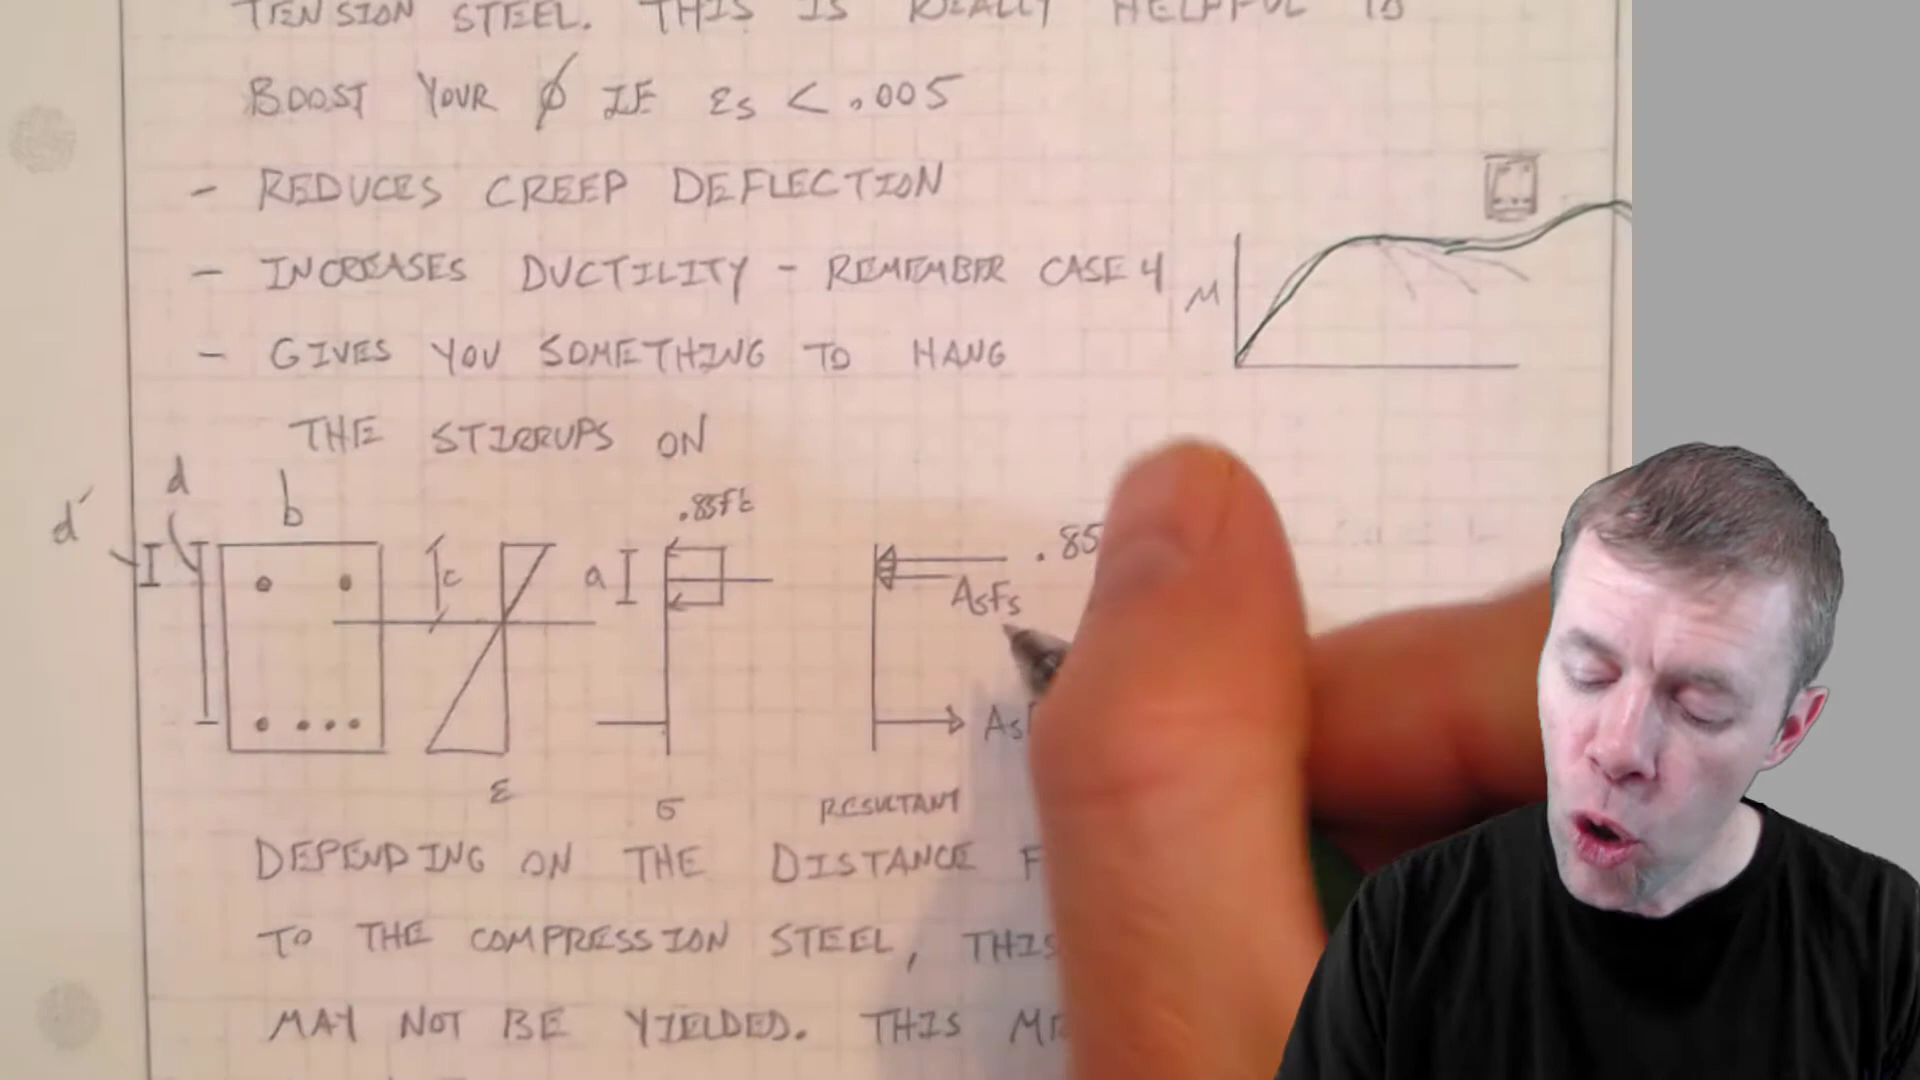 TENSION STEEL. THIS IS REALLY HELPFUL TO
BOOST YOUR ϕ IF εs < .005
- REDUCES CREEP DEFLECTION
- INCREASES DUCTILITY - REMEMBER CASE 4
M
- GIVES YOU SOMETHING TO HANG
THE STIRRUPS ON
d' d b .85f'c
c a .85
AsFs
As
ε σ RESULTANT
DEPENDING ON THE DISTANCE
TO THE COMPRESSION STEEL, THIS
MAY NOT BE YIELDED. THIS